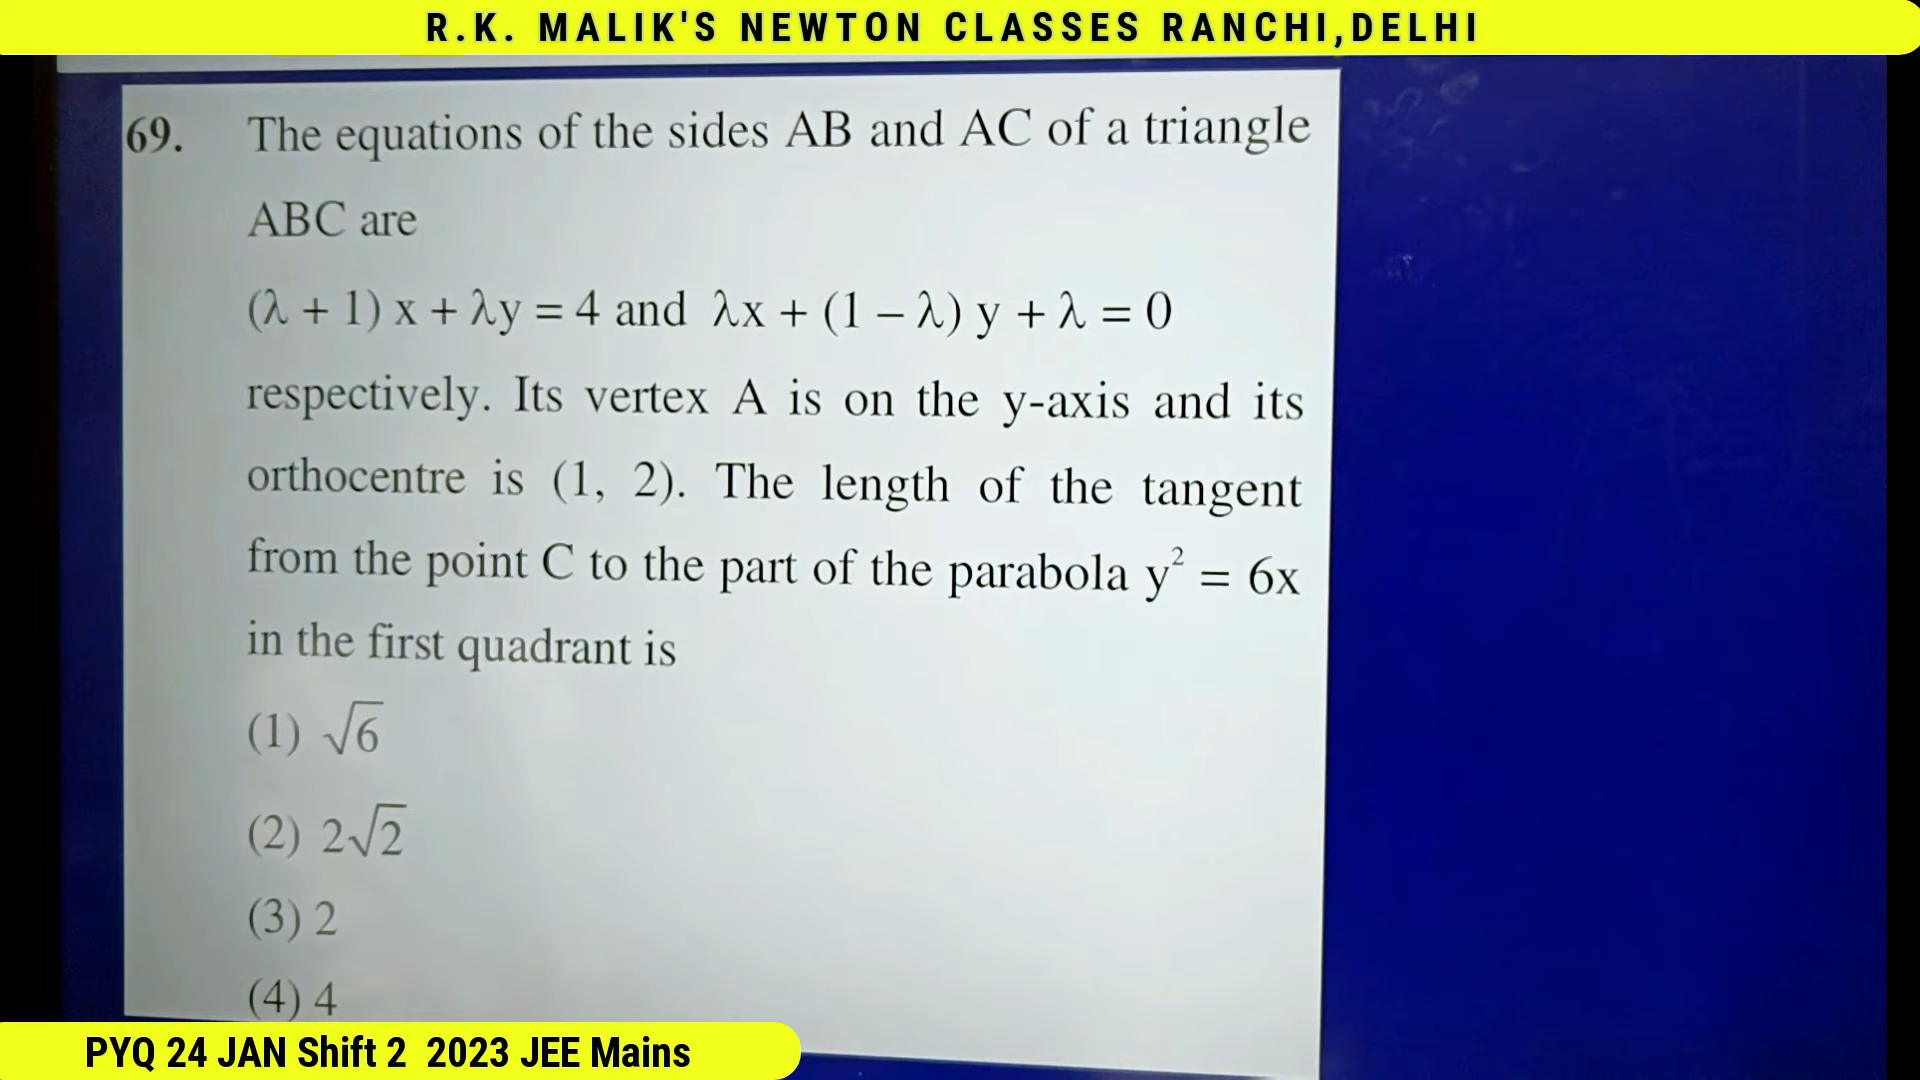 R.K. MALIK'S NEWTON CLASSES RANCHI,DELHI
69. The equations of the sides AB and AC of a triangle
ABC are
(λ + 1) x + λy = 4 and λx + (1 – λ) y + λ = 0
respectively. Its vertex A is on the y-axis and its
orthocentre is (1, 2). The length of the tangent
from the point C to the part of the parabola y² = 6x
in the first quadrant is
(1) √6
(2) 2√2
(3) 2
(4) 4
PYQ 24 JAN Shift 2 2023 JEE Mains